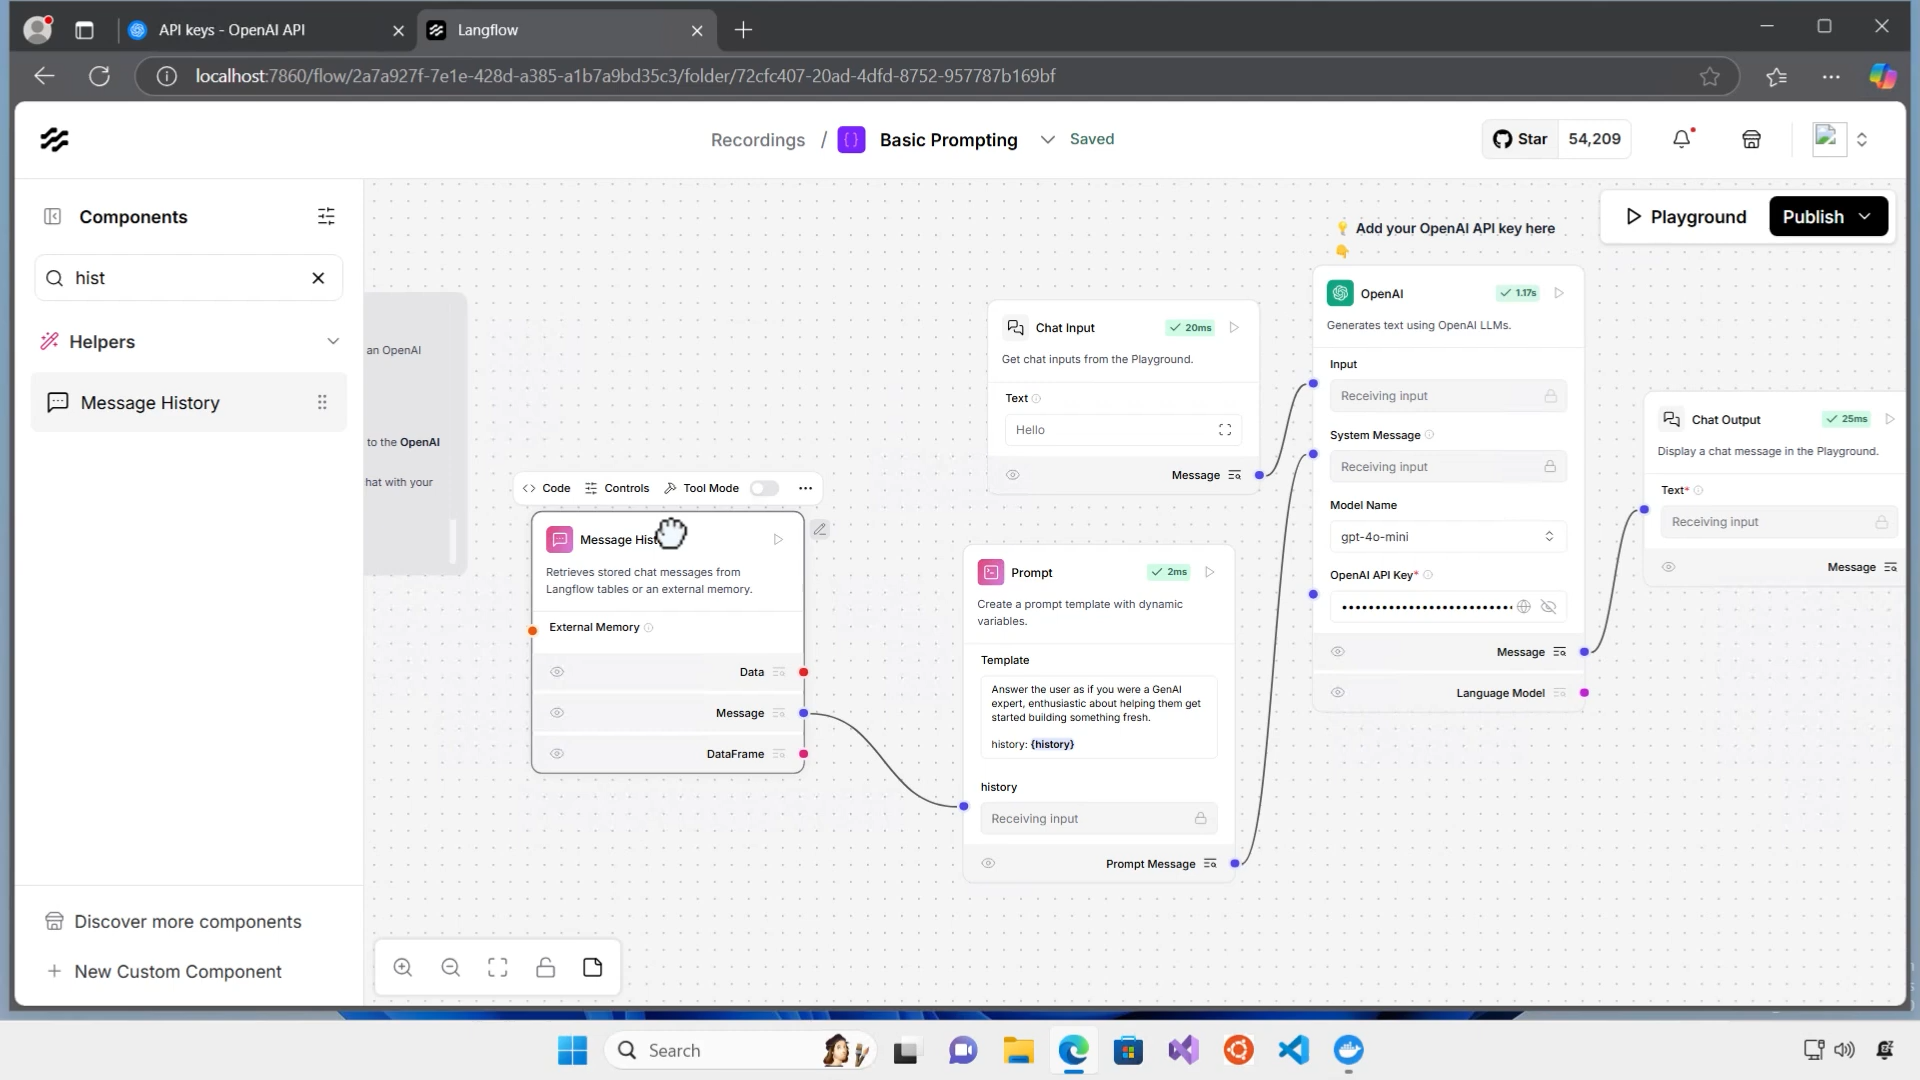 API keys - OpenAI API
Langflow
localhost:7860/flow/2a7a927f-7e1e-428d-a385-a1b7a9bd35c3/folder/72cfc407-20ad-4dfd-8752-957787b169bf
Recordings / Basic Prompting Saved
Star 54,209
Components
hist
Helpers
Message History
Discover more components
New Custom Component
Playground
Publish
an OpenAI
to the OpenAI
hat with your
Code Controls Tool Mode
Message Hist
Retrieves stored chat messages from
Langflow tables or an external memory.
External Memory
Data
Message
DataFrame
Chat Input
20ms
Get chat inputs from the Playground.
Text
Hello
Message
Prompt
2ms
Create a prompt template with dynamic
variables.
Template
Answer the user as if you were a GenAI
expert, enthusiastic about helping them get
started building something fresh.
history: {history}
history
Receiving input
Prompt Message
Add your OpenAI API key here
OpenAI
1.17s
Generates text using OpenAI LLMs.
Input
Receiving input
System Message
Receiving input
Model Name
gpt-4o-mini
OpenAI API Key*
Message
Language Model
Chat Output
25ms
Display a chat message in the Playground.
Text*
Receiving input
Message
Search